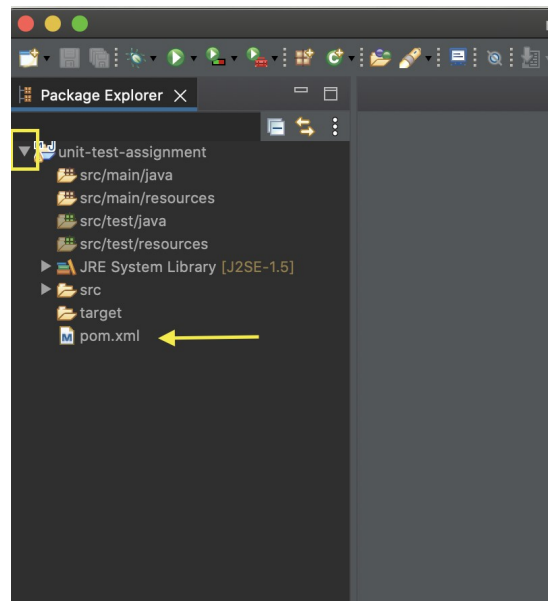 Package Explorer
unit-test-assignment
src/main/java
src/main/resources
src/test/java
src/test/resources
JRE System Library [J2SE-1.5]
src
target
pom.xml